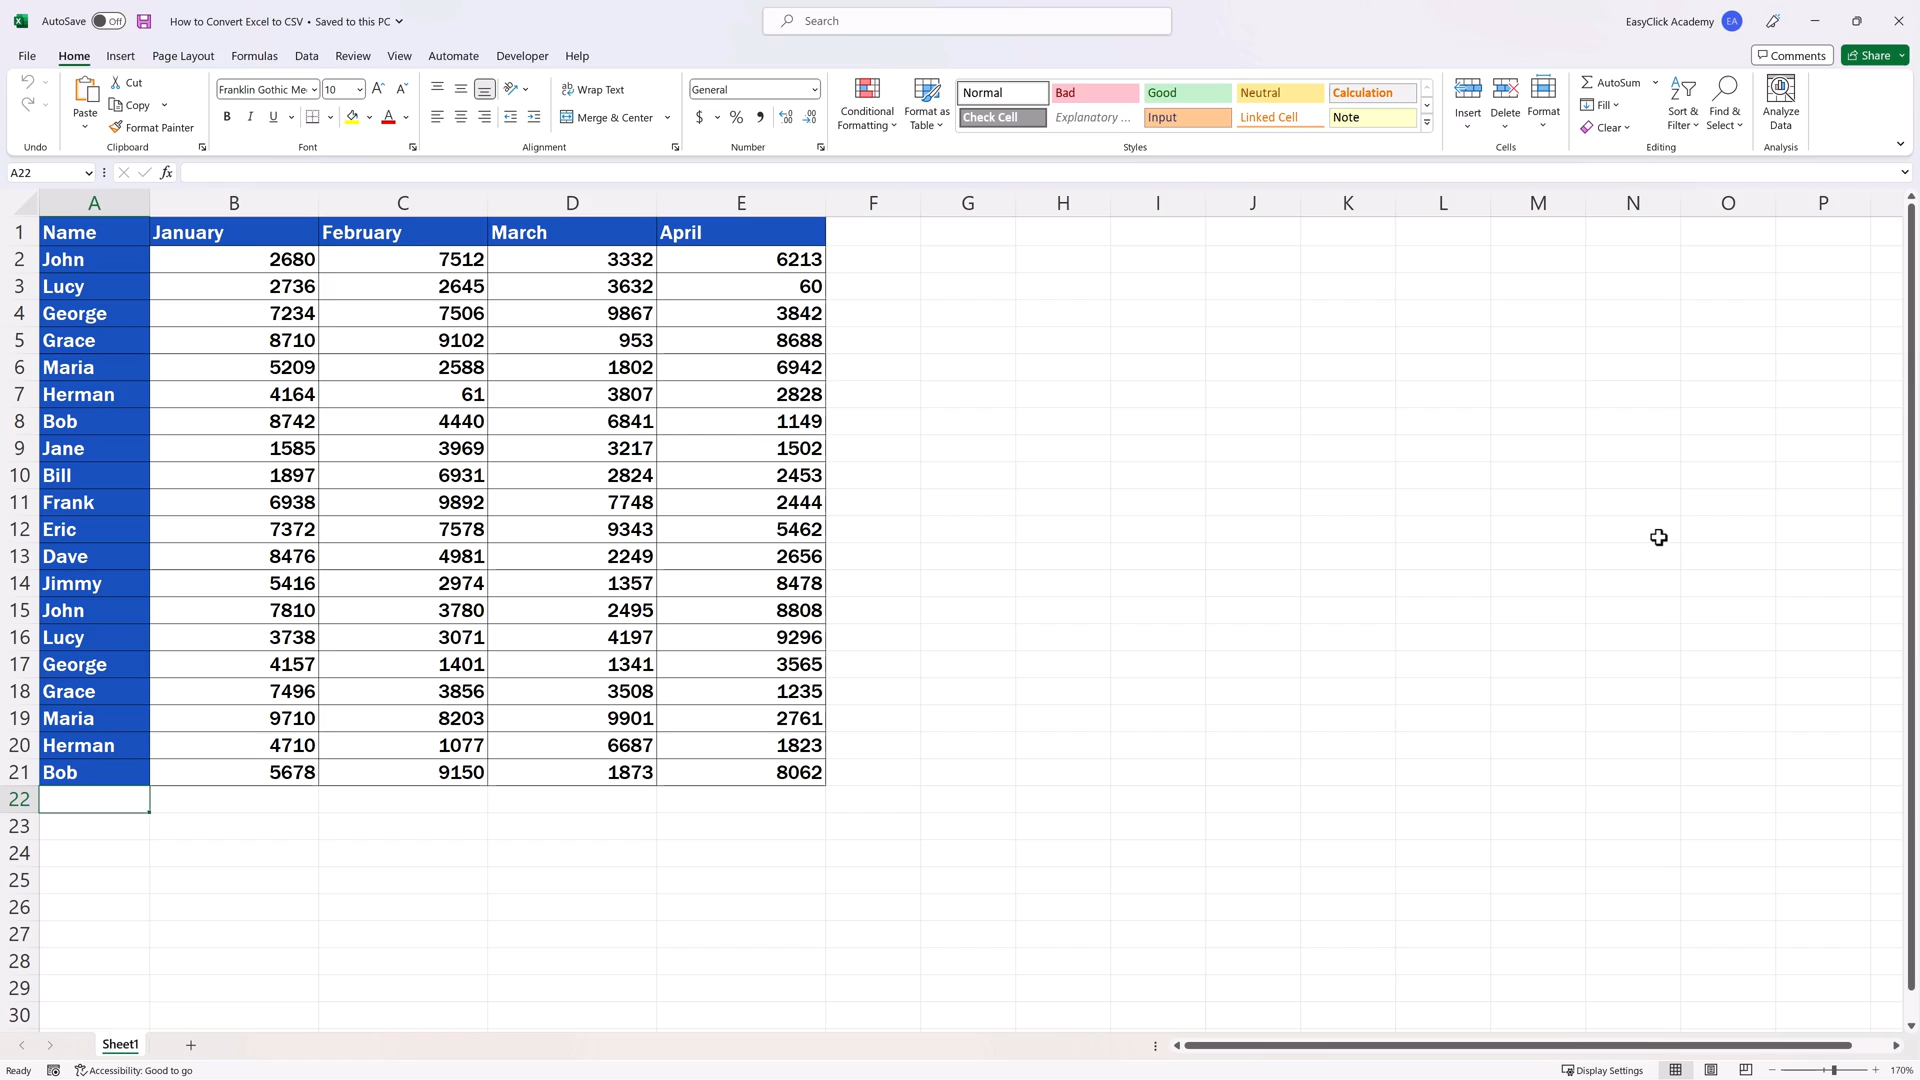 AutoSave Off How to Convert Excel to CSV • Saved to this PC Search EasyClick Academy EA
File Home Insert Page Layout Formulas Data Review View Automate Developer Help Comments Share
Cut Franklin Gothic Me 10 A A Wrap Text General Normal Bad Good Neutral Calculation AutoSum
Paste Copy Conditional Formatting Format as Table Insert Delete Format Fill Sort & Filter Find & Select Analyze Data
Format Painter B I U A Merge & Center $ % , Check Cell Explanatory ... Input Linked Cell Note Clear
Undo Clipboard Font Alignment Number Styles Cells Editing Analysis
A22 fx
A B C D E F G H I J K L M N O P
1 Name January February March April
2 John 2680 7512 3332 6213
3 Lucy 2736 2645 3632 60
4 George 7234 7506 9867 3842
5 Grace 8710 9102 953 8688
6 Maria 5209 2588 1802 6942
7 Herman 4164 61 3807 2828
8 Bob 8742 4440 6841 1149
9 Jane 1585 3969 3217 1502
10 Bill 1897 6931 2824 2453
11 Frank 6938 9892 7748 2444
12 Eric 7372 7578 9343 5462
13 Dave 8476 4981 2249 2656
14 Jimmy 5416 2974 1357 8478
15 John 7810 3780 2495 8808
16 Lucy 3738 3071 4197 9296
17 George 4157 1401 1341 3565
18 Grace 7496 3856 3508 1235
19 Maria 9710 8203 9901 2761
20 Herman 4710 1077 6687 1823
21 Bob 5678 9150 1873 8062
22
23
24
25
26
27
28
29
30
Sheet1
Ready Accessibility: Good to go Display Settings 170%